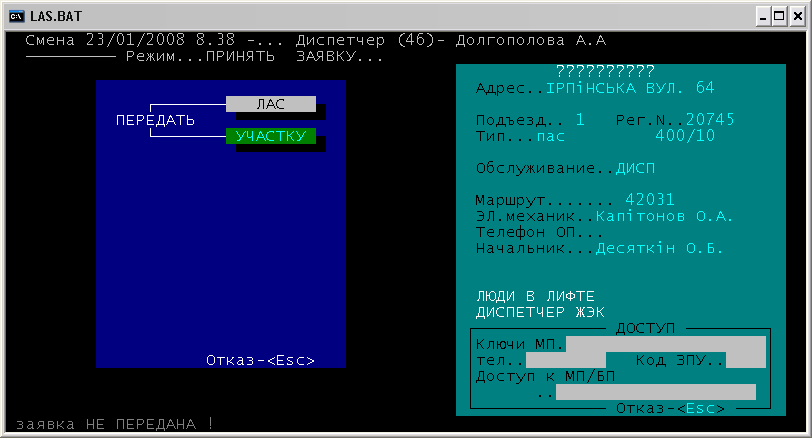 LAS.BAT
Смена 23/01/2008 8.38 -... Диспетчер (46)- Долгополова А.А
Режим...ПРИНЯТЬ ЗАЯВКУ...
??????????
Адрес..ІРПіНСЬКА ВУЛ. 64
ЛАС
ПЕРЕДАТЬ
УЧАСТКУ
Подъезд.. 1 Рег.N..20745
Тип...пас 400/10
Обслуживание..ДИСП
Маршрут....... 42031
ЭЛ.механик..Капітонов О.А.
Телефон ОП...
Начальник...Десяткін О.Б.
ЛЮДИ В ЛИФТЕ
ДИСПЕТЧЕР ЖЭК
ДОСТУП
Ключи МП.
тел.. Код ЗПУ..
Доступ к МП/БП
..
Отказ-<Esc>
Отказ-<Esc>
заявка НЕ ПЕРЕДАНА !